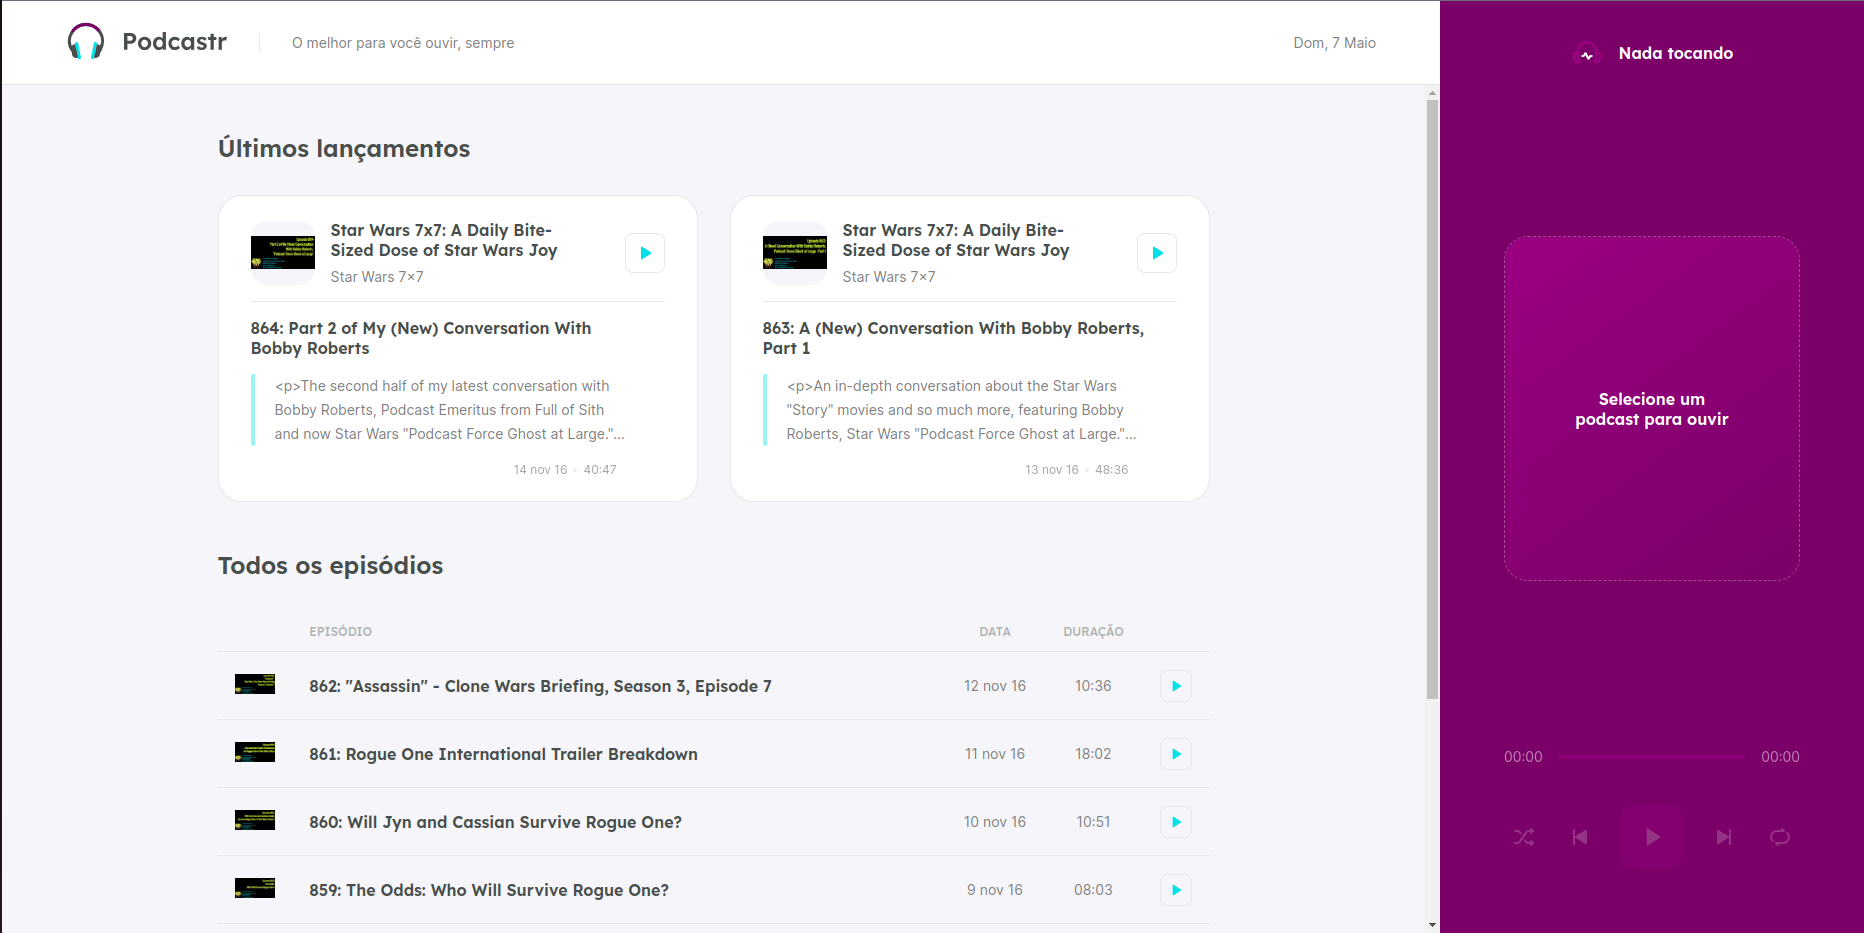 Podcastr
O melhor para você ouvir, sempre
Dom, 7 Maio
Últimos lançamentos
Star Wars 7x7: A Daily Bite-
Sized Dose of Star Wars Joy
Star Wars 7×7
864: Part 2 of My (New) Conversation With
Bobby Roberts
<p>The second half of my latest conversation with
Bobby Roberts, Podcast Emeritus from Full of Sith
and now Star Wars "Podcast Force Ghost at Large."...
14 nov 16 • 40:47
Star Wars 7x7: A Daily Bite-
Sized Dose of Star Wars Joy
Star Wars 7×7
863: A (New) Conversation With Bobby Roberts,
Part 1
<p>An in-depth conversation about the Star Wars
"Story" movies and so much more, featuring Bobby
Roberts, Star Wars "Podcast Force Ghost at Large."...
13 nov 16 • 48:36
Todos os episódios
EPISÓDIO DATA DURAÇÃO
862: "Assassin" - Clone Wars Briefing, Season 3, Episode 7 12 nov 16 10:36
861: Rogue One International Trailer Breakdown 11 nov 16 18:02
860: Will Jyn and Cassian Survive Rogue One? 10 nov 16 10:51
859: The Odds: Who Will Survive Rogue One? 9 nov 16 08:03
Nada tocando
Selecione um
podcast para ouvir
00:00 00:00